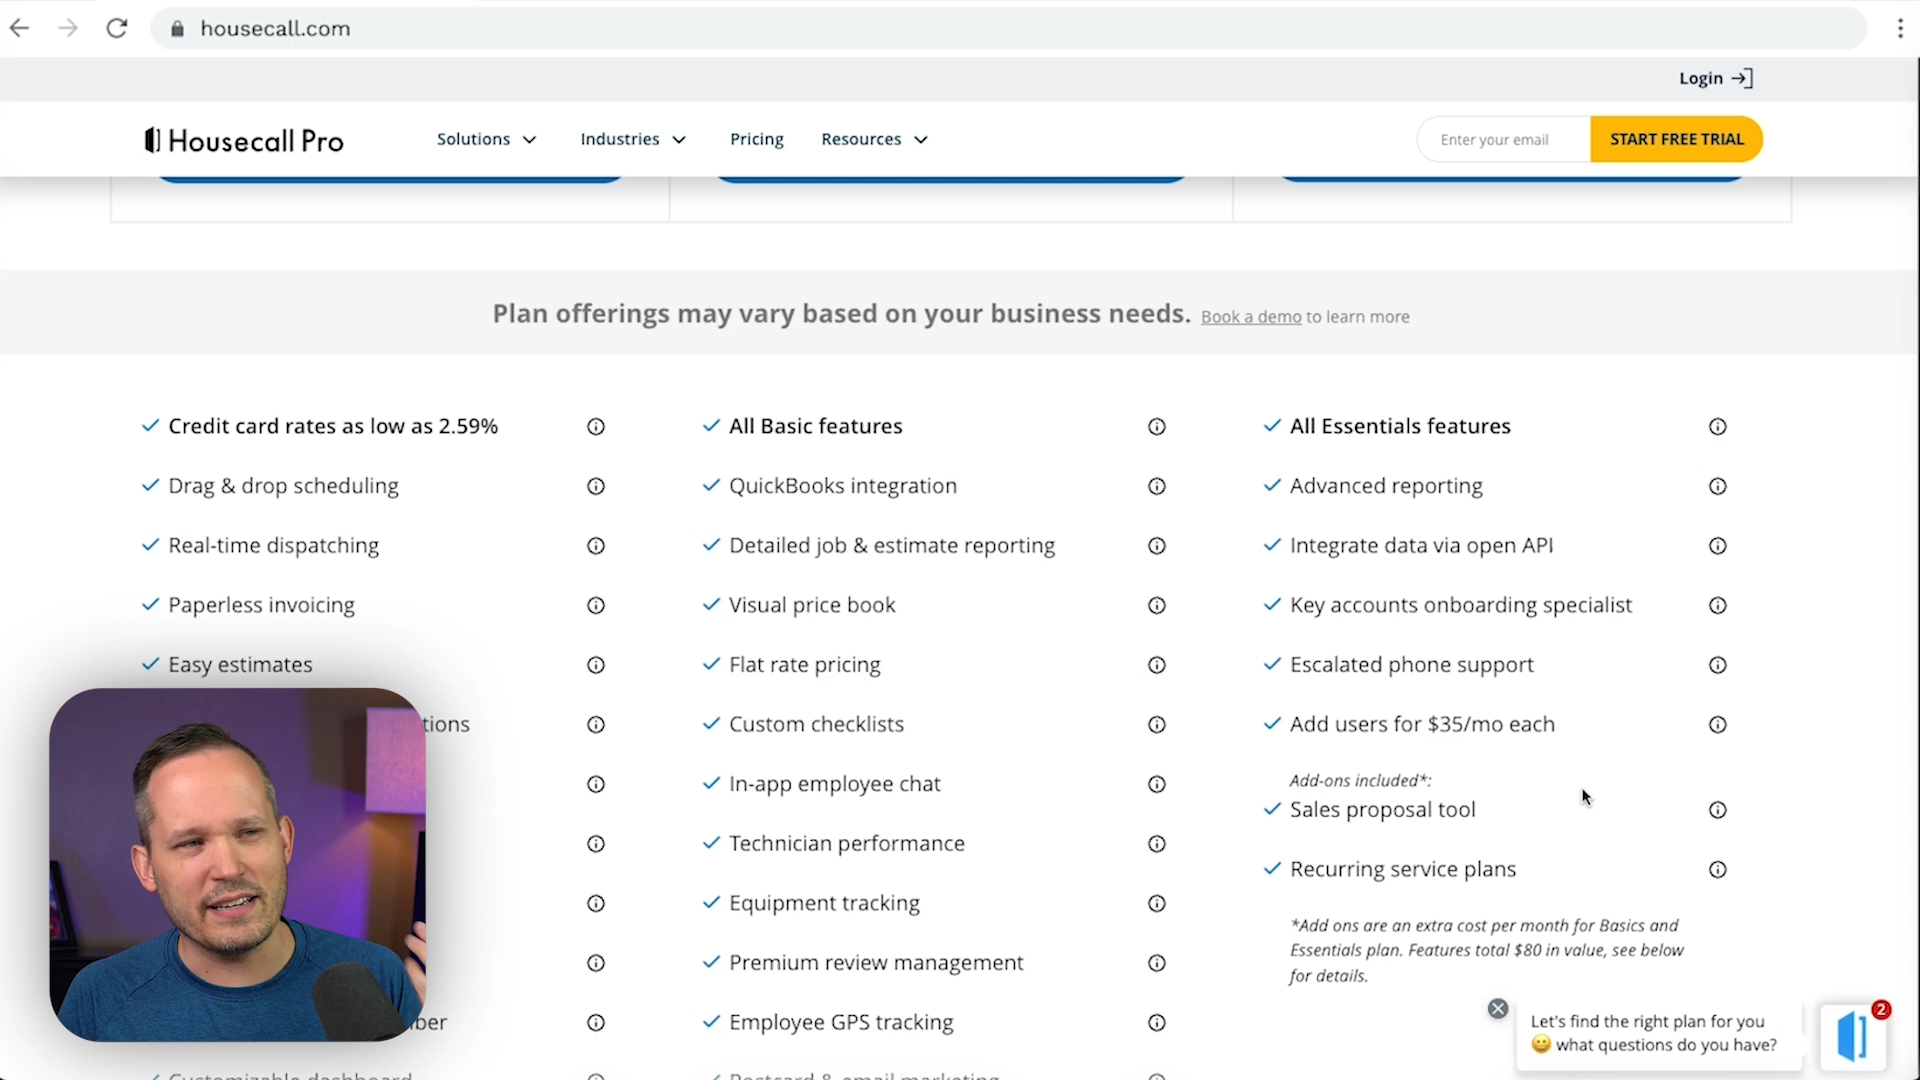 housecall.com
Login
Housecall Pro
Solutions
Industries
Pricing
Resources
Enter your email
START FREE TRIAL
Plan offerings may vary based on your business needs. Book a demo to learn more
Credit card rates as low as 2.59%
Drag & drop scheduling
Real-time dispatching
Paperless invoicing
Easy estimates
tions
ber
Customizable dashboard
All Basic features
QuickBooks integration
Detailed job & estimate reporting
Visual price book
Flat rate pricing
Custom checklists
In-app employee chat
Technician performance
Equipment tracking
Premium review management
Employee GPS tracking
Postcard & email marketing
All Essentials features
Advanced reporting
Integrate data via open API
Key accounts onboarding specialist
Escalated phone support
Add users for $35/mo each
Add-ons included*:
Sales proposal tool
Recurring service plans
*Add ons are an extra cost per month for Basics and
Essentials plan. Features total $80 in value, see below
for details.
Let's find the right plan for you
😀 what questions do you have?
2